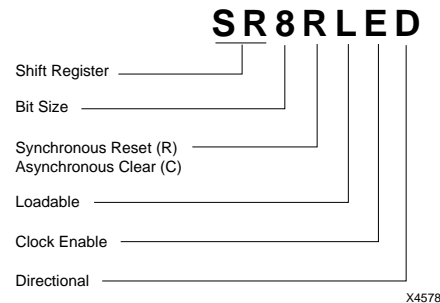 SR8RLED
Shift Register
Bit Size
Synchronous Reset (R)
Asynchronous Clear (C)
Loadable
Clock Enable
Directional
X4578